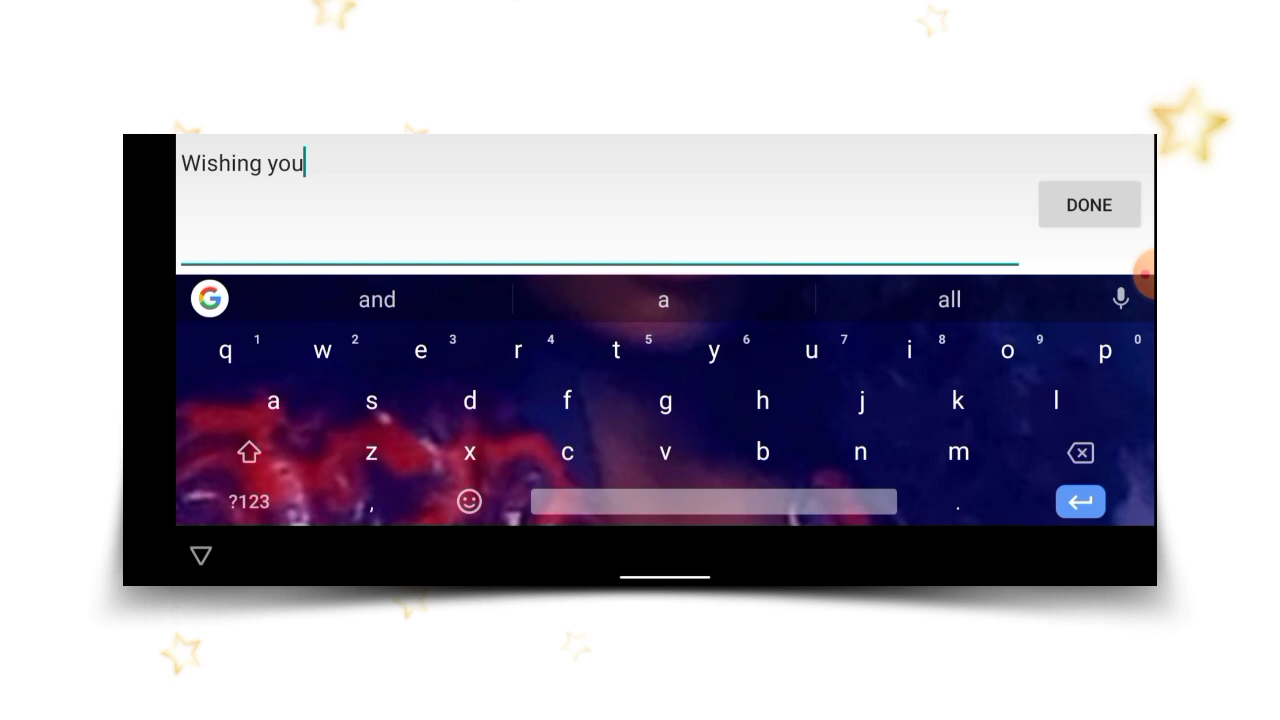 Wishing you
DONE
and a all
q 1 w 2 e 3 r 4 t 5 y 6 u 7 i 8 o 9 p 0
a s d f g h j k l
z x c v b n m
?123 , .